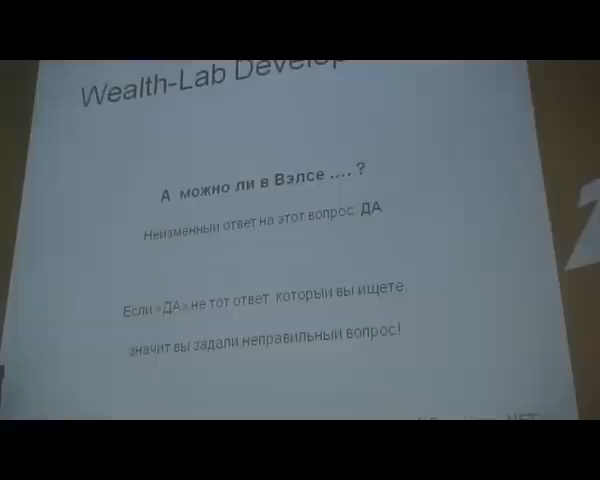 Wealth-Lab Develop
А можно ли в Вэлсе .... ?
Неизменный ответ на этот вопрос ДА
Если «ДА» не тот ответ который вы ищете
значит вы задали неправильный вопрос!